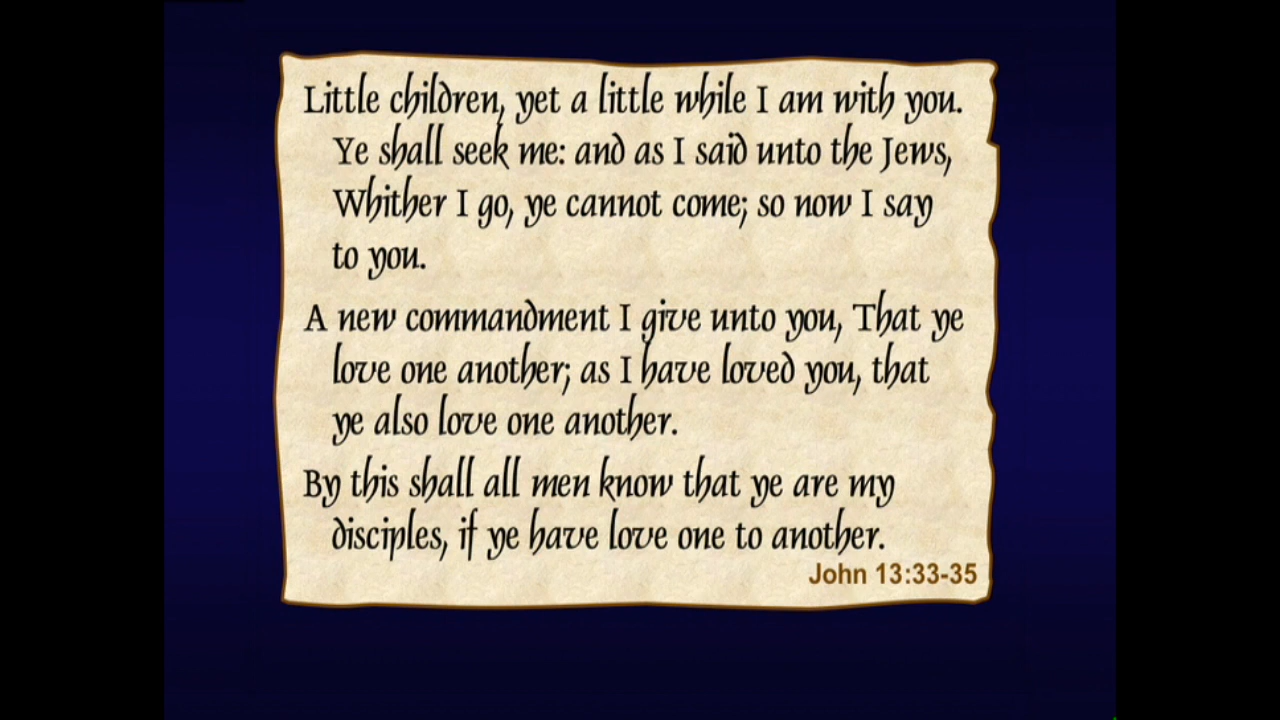 Little children, yet a little while I am with you.
Ye shall seek me: and as I said unto the Jews,
Whither I go, ye cannot come; so now I say
to you.
A new commandment I give unto you, That ye
love one another; as I have loved you, that
ye also love one another.
By this shall all men know that ye are my
disciples, if ye have love one to another.
John 13:33-35